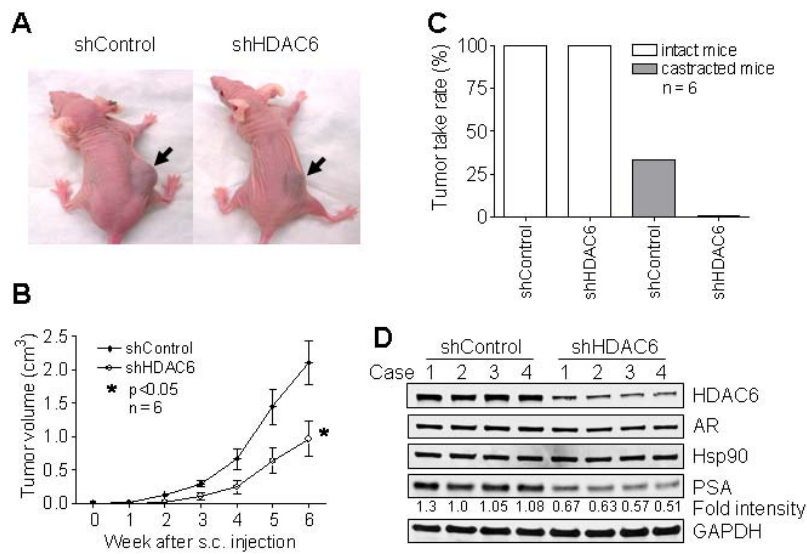 A
shControl
shHDAC6
B
Tumor volume (cm3)
2.5
2.0
1.5
1.0
0.5
0.0
shControl
shHDAC6
* p<0.05
n = 6
*
0 1 2 3 4 5 6
Week after s.c. injection
C
Tumor take rate (%)
100
75
50
25
0
intact mice
castracted mice
n = 6
shControl
shHDAC6
shControl
shHDAC6
D
shControl shHDAC6
Case 1 2 3 4 1 2 3 4
HDAC6
AR
Hsp90
PSA
1.3 1.0 1.05 1.08 0.67 0.63 0.57 0.51 Fold intensity
GAPDH